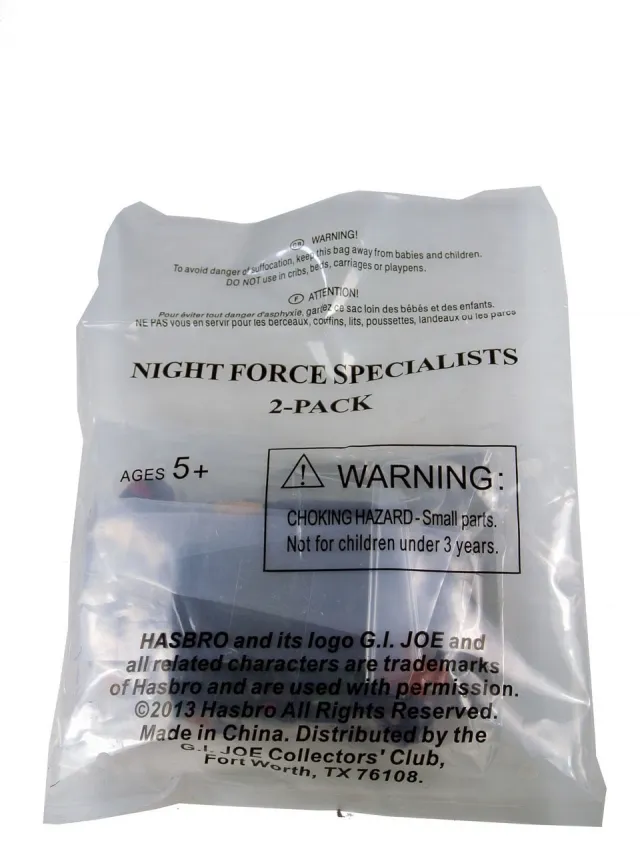 GB WARNING!
To avoid danger of suffocation, keep this bag away from babies and children.
DO NOT use in cribs, beds, carriages or playpens.
F ATTENTION!
Pour éviter tout danger d'asphyxie, gardez ce sac loin des bébés et des enfants.
NE PAS vous en servir pour les berceaux, couffins, lits, poussettes, landeaux ou les parcs
NIGHT FORCE SPECIALISTS
2-PACK
AGES 5+
WARNING:
CHOKING HAZARD - Small parts.
Not for children under 3 years.
HASBRO and its logo G.I. JOE and
all related characters are trademarks
of Hasbro and are used with permission.
©2013 Hasbro All Rights Reserved.
Made in China. Distributed by the
G.I. JOE Collectors' Club,
Fort Worth, TX 76108.